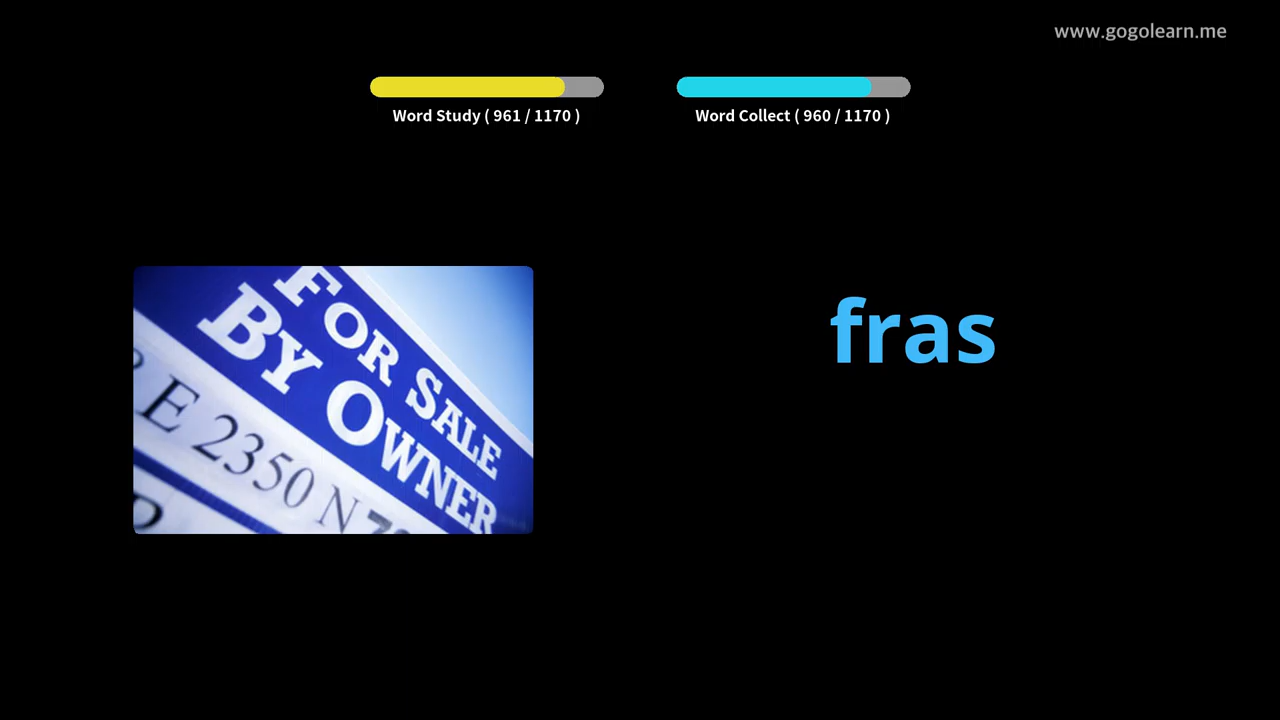 www.gogolearn.me
Word Study ( 961 / 1170 )
Word Collect ( 960 / 1170 )
FOR SALE
BY OWNER
E 2350 N
fras